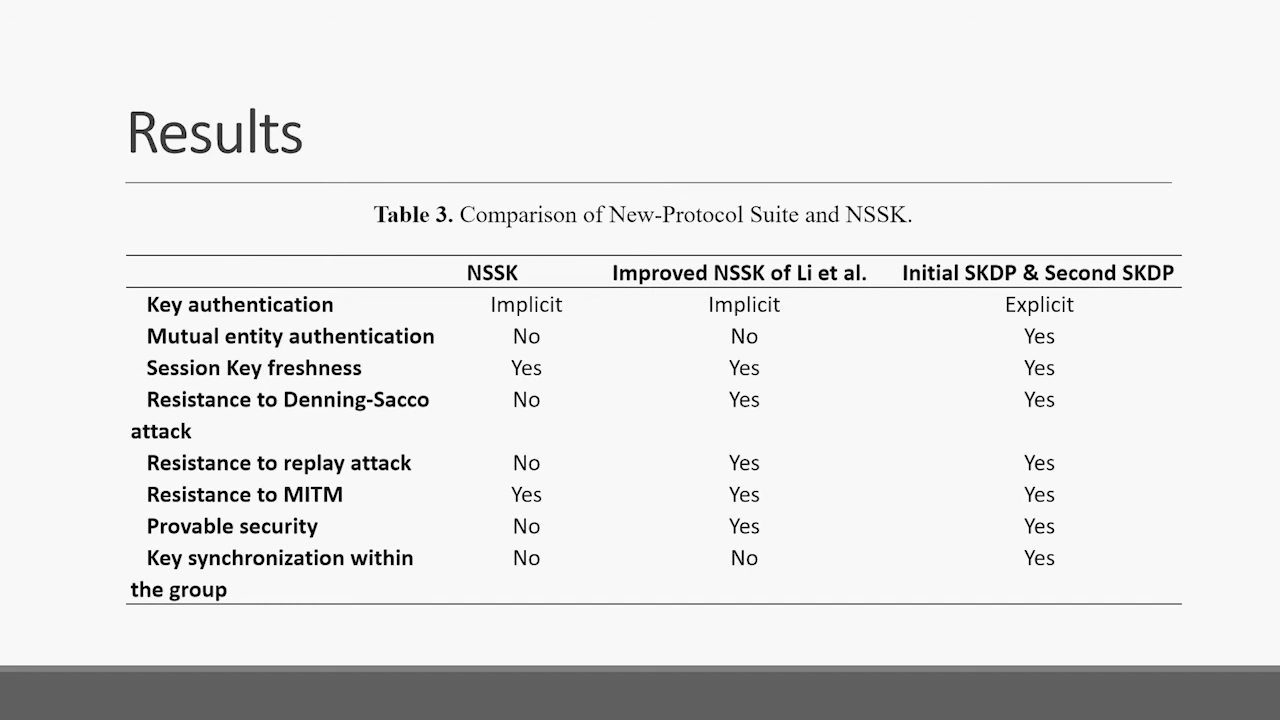 Results
Table 3. Comparison of New-Protocol Suite and NSSK.
NSSK Improved NSSK of Li et al. Initial SKDP & Second SKDP
Key authentication Implicit Implicit Explicit
Mutual entity authentication No No Yes
Session Key freshness Yes Yes Yes
Resistance to Denning-Sacco No Yes Yes
attack
Resistance to replay attack No Yes Yes
Resistance to MITM Yes Yes Yes
Provable security No Yes Yes
Key synchronization within No No Yes
the group